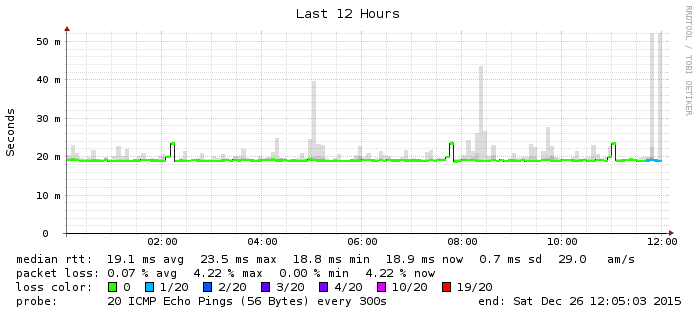 Last 12 Hours
RRDTOOL / TOBI OETIKER
Seconds
50 m
40 m
30 m
20 m
10 m
0
02:00 04:00 06:00 08:00 10:00 12:00
median rtt: 19.1 ms avg 23.5 ms max 18.8 ms min 18.9 ms now 0.7 ms sd 29.0 am/s
packet loss: 0.07 % avg 4.22 % max 0.00 % min 4.22 % now
loss color: 0 1/20 2/20 3/20 4/20 10/20 19/20
probe: 20 ICMP Echo Pings (56 Bytes) every 300s end: Sat Dec 26 12:05:03 2015